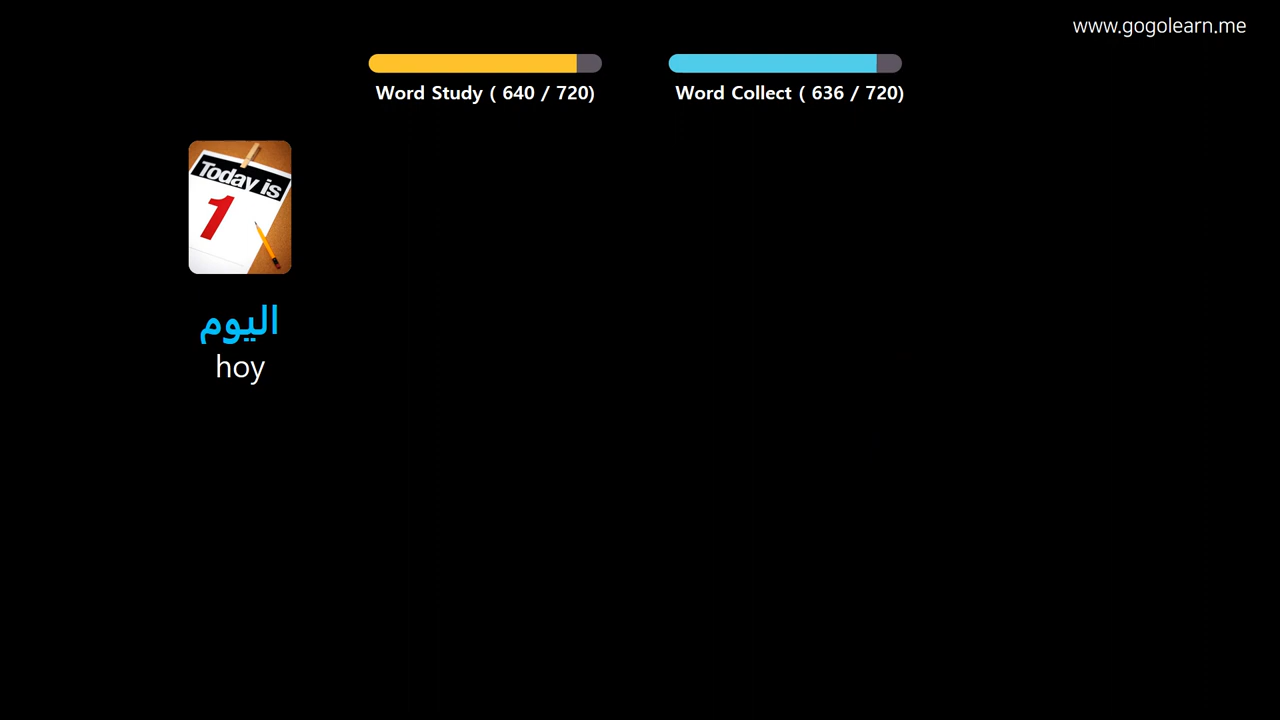 www.gogolearn.me
Word Study ( 640 / 720)
Word Collect ( 636 / 720)
Today is
1
اليوم
hoy